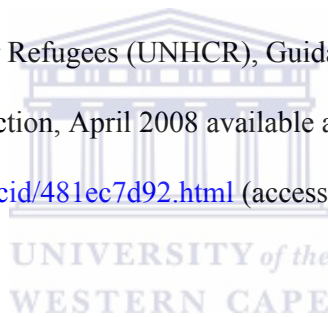 Refugees (UNHCR), Guida
ction, April 2008 available a
cid/481ec7d92.html (access
UNIVERSITY of the
WESTERN CAPE